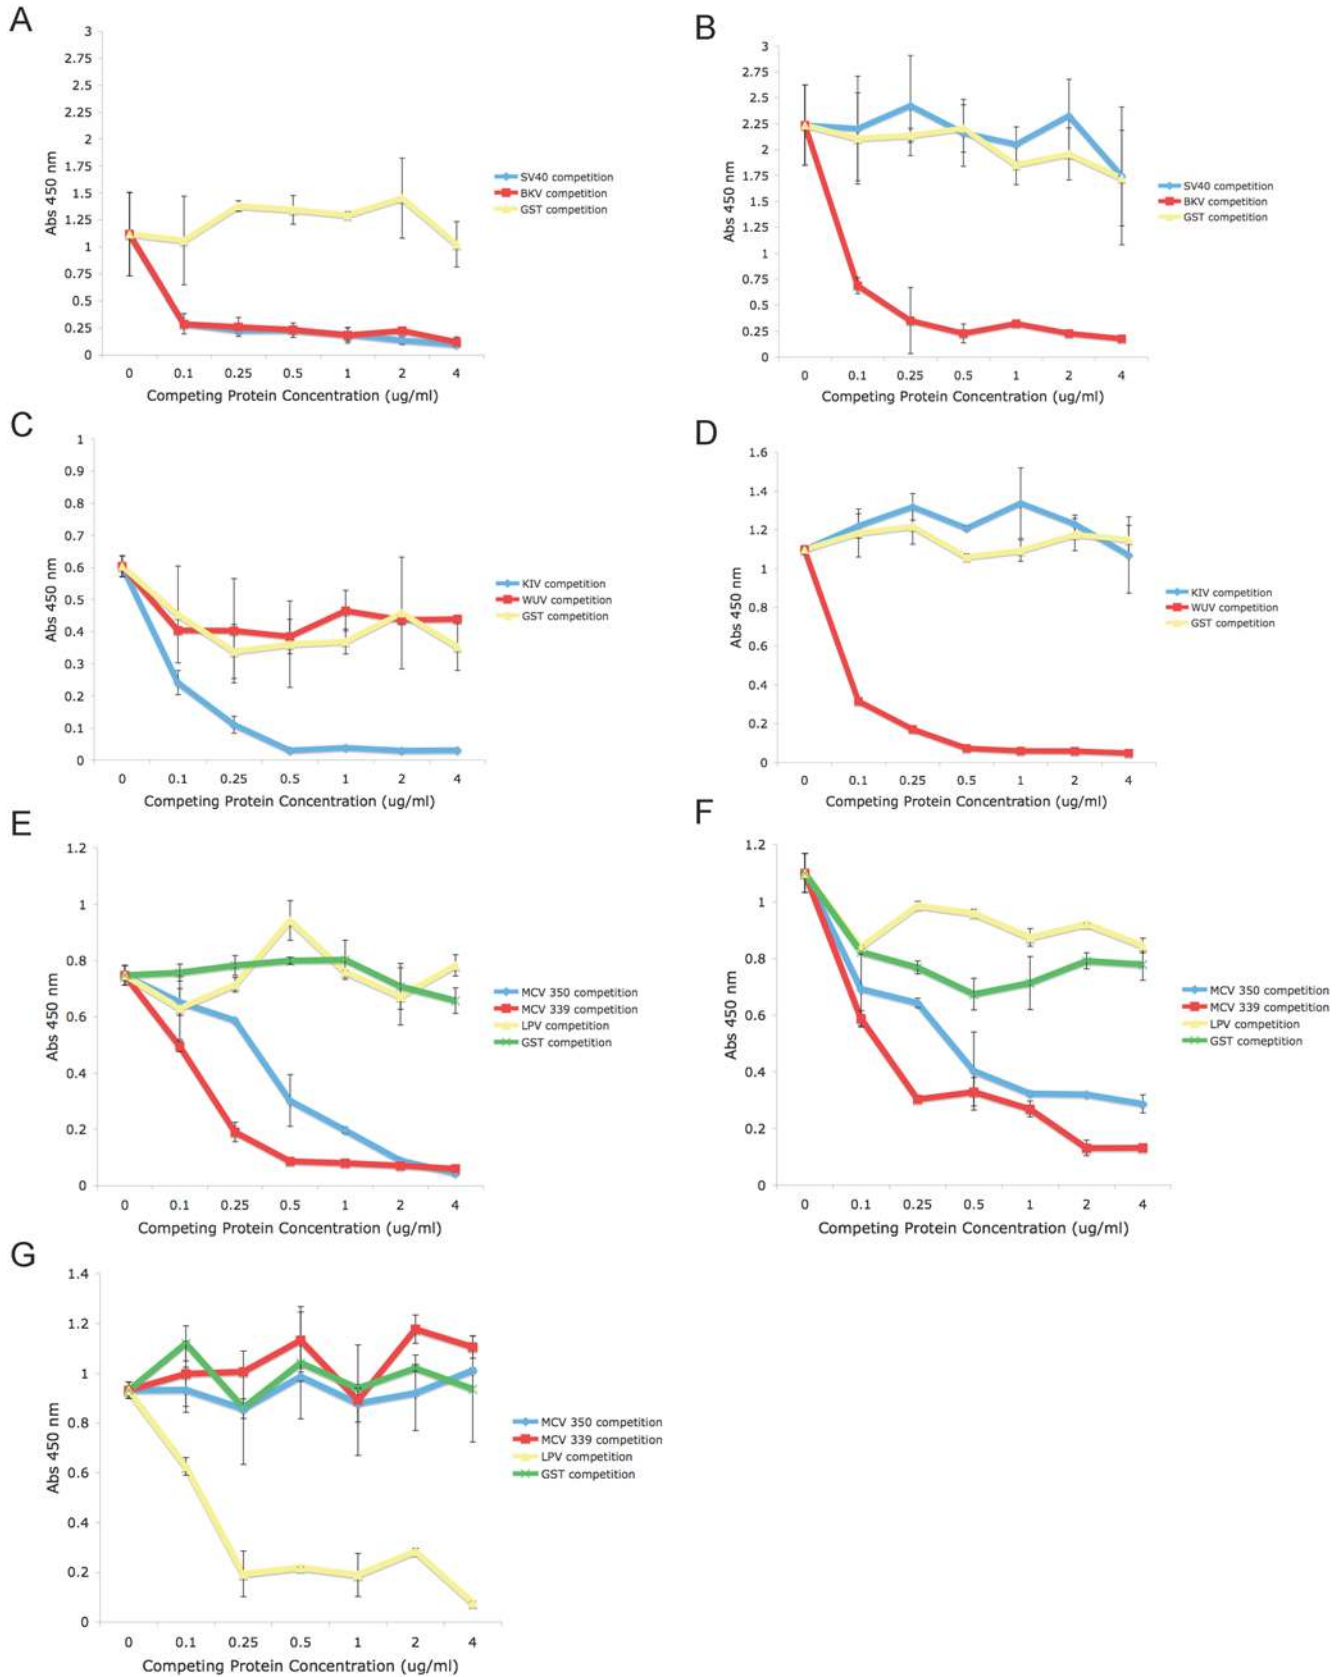 A
3
2.75
2.5
2.25
2
1.75
1.5
1.25
1
0.75
0.5
0.25
0
Abs 450 nm
0 0.1 0.25 0.5 1 2 4
Competing Protein Concentration (ug/ml)
SV40 competition
BKV competition
GST competition
B
3
2.75
2.5
2.25
2
1.75
1.5
1.25
1
0.75
0.5
0.25
0
Abs 450 nm
0 0.1 0.25 0.5 1 2 4
Competing Protein Concentration (ug/ml)
SV40 competition
BKV competition
GST competition
C
1
0.9
0.8
0.7
0.6
0.5
0.4
0.3
0.2
0.1
0
Abs 450 nm
0 0.1 0.25 0.5 1 2 4
Competing Protein Concentration (ug/ml)
KIV competition
WUV competition
GST competition
D
1.6
1.4
1.2
1
0.8
0.6
0.4
0.2
0
Abs 450 nm
0 0.1 0.25 0.5 1 2 4
Competing Protein Concentration (ug/ml)
KIV competition
WUV competition
GST competition
E
1.2
1
0.8
0.6
0.4
0.2
0
Abs 450 nm
0 0.1 0.25 0.5 1 2 4
Competing Protein Concentration (ug/ml)
MCV 350 competition
MCV 339 competition
LPV competition
GST competition
F
1.2
1
0.8
0.6
0.4
0.2
0
Abs 450 nm
0 0.1 0.25 0.5 1 2 4
Competing Protein Concentration (ug/ml)
MCV 350 competition
MCV 339 competition
LPV competition
GST comeptition
G
1.4
1.2
1
0.8
0.6
0.4
0.2
0
Abs 450 nm
0 0.1 0.25 0.5 1 2 4
Competing Protein Concentration (ug/ml)
MCV 350 competition
MCV 339 competition
LPV competition
GST competition